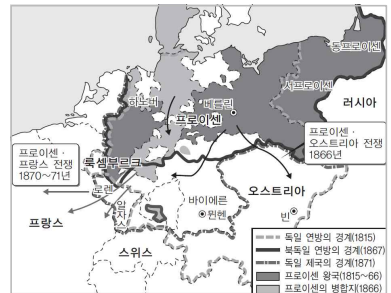 동프로이센
하노버
서프로이센
베를린
러시아
프로이센
프로이센·
프랑스 전쟁
1870~71년
룩셈부르크
프로이센·
오스트리아 전쟁
1866년
로렌
알자스
오스트리아
바이에른
뮌헨
빈
프랑스
스위스
독일 연방의 경계(1815)
북독일 연방의 경계(1867)
독일 제국의 경계(1871)
프로이센 왕국(1815~66)
프로이센의 병합지(1866)